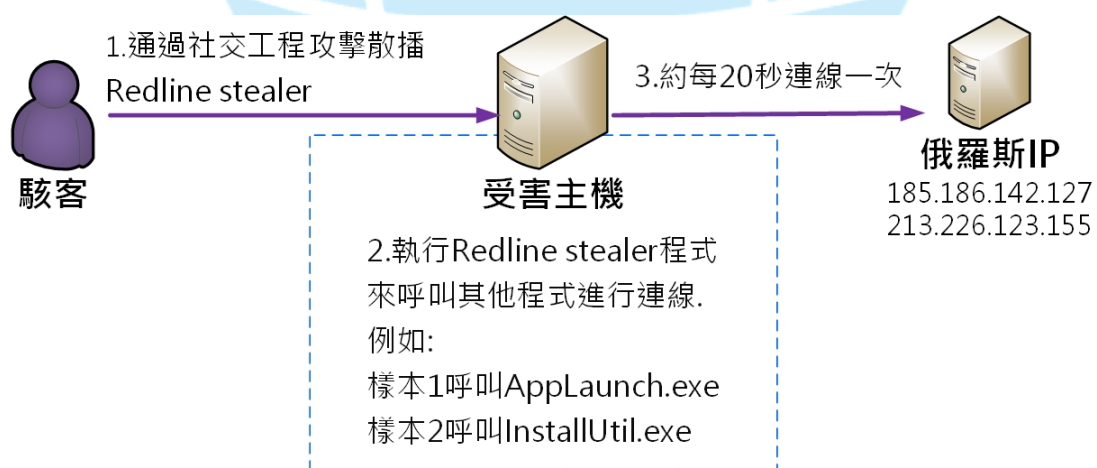 1.通過社交工程攻擊散播
Redline stealer
駭客
受害主機
2.執行Redline stealer程式
來呼叫其他程式進行連線.
例如:
樣本1呼叫AppLaunch.exe
樣本2呼叫InstallUtil.exe
3.約每20秒連線一次
俄羅斯IP
185.186.142.127
213.226.123.155